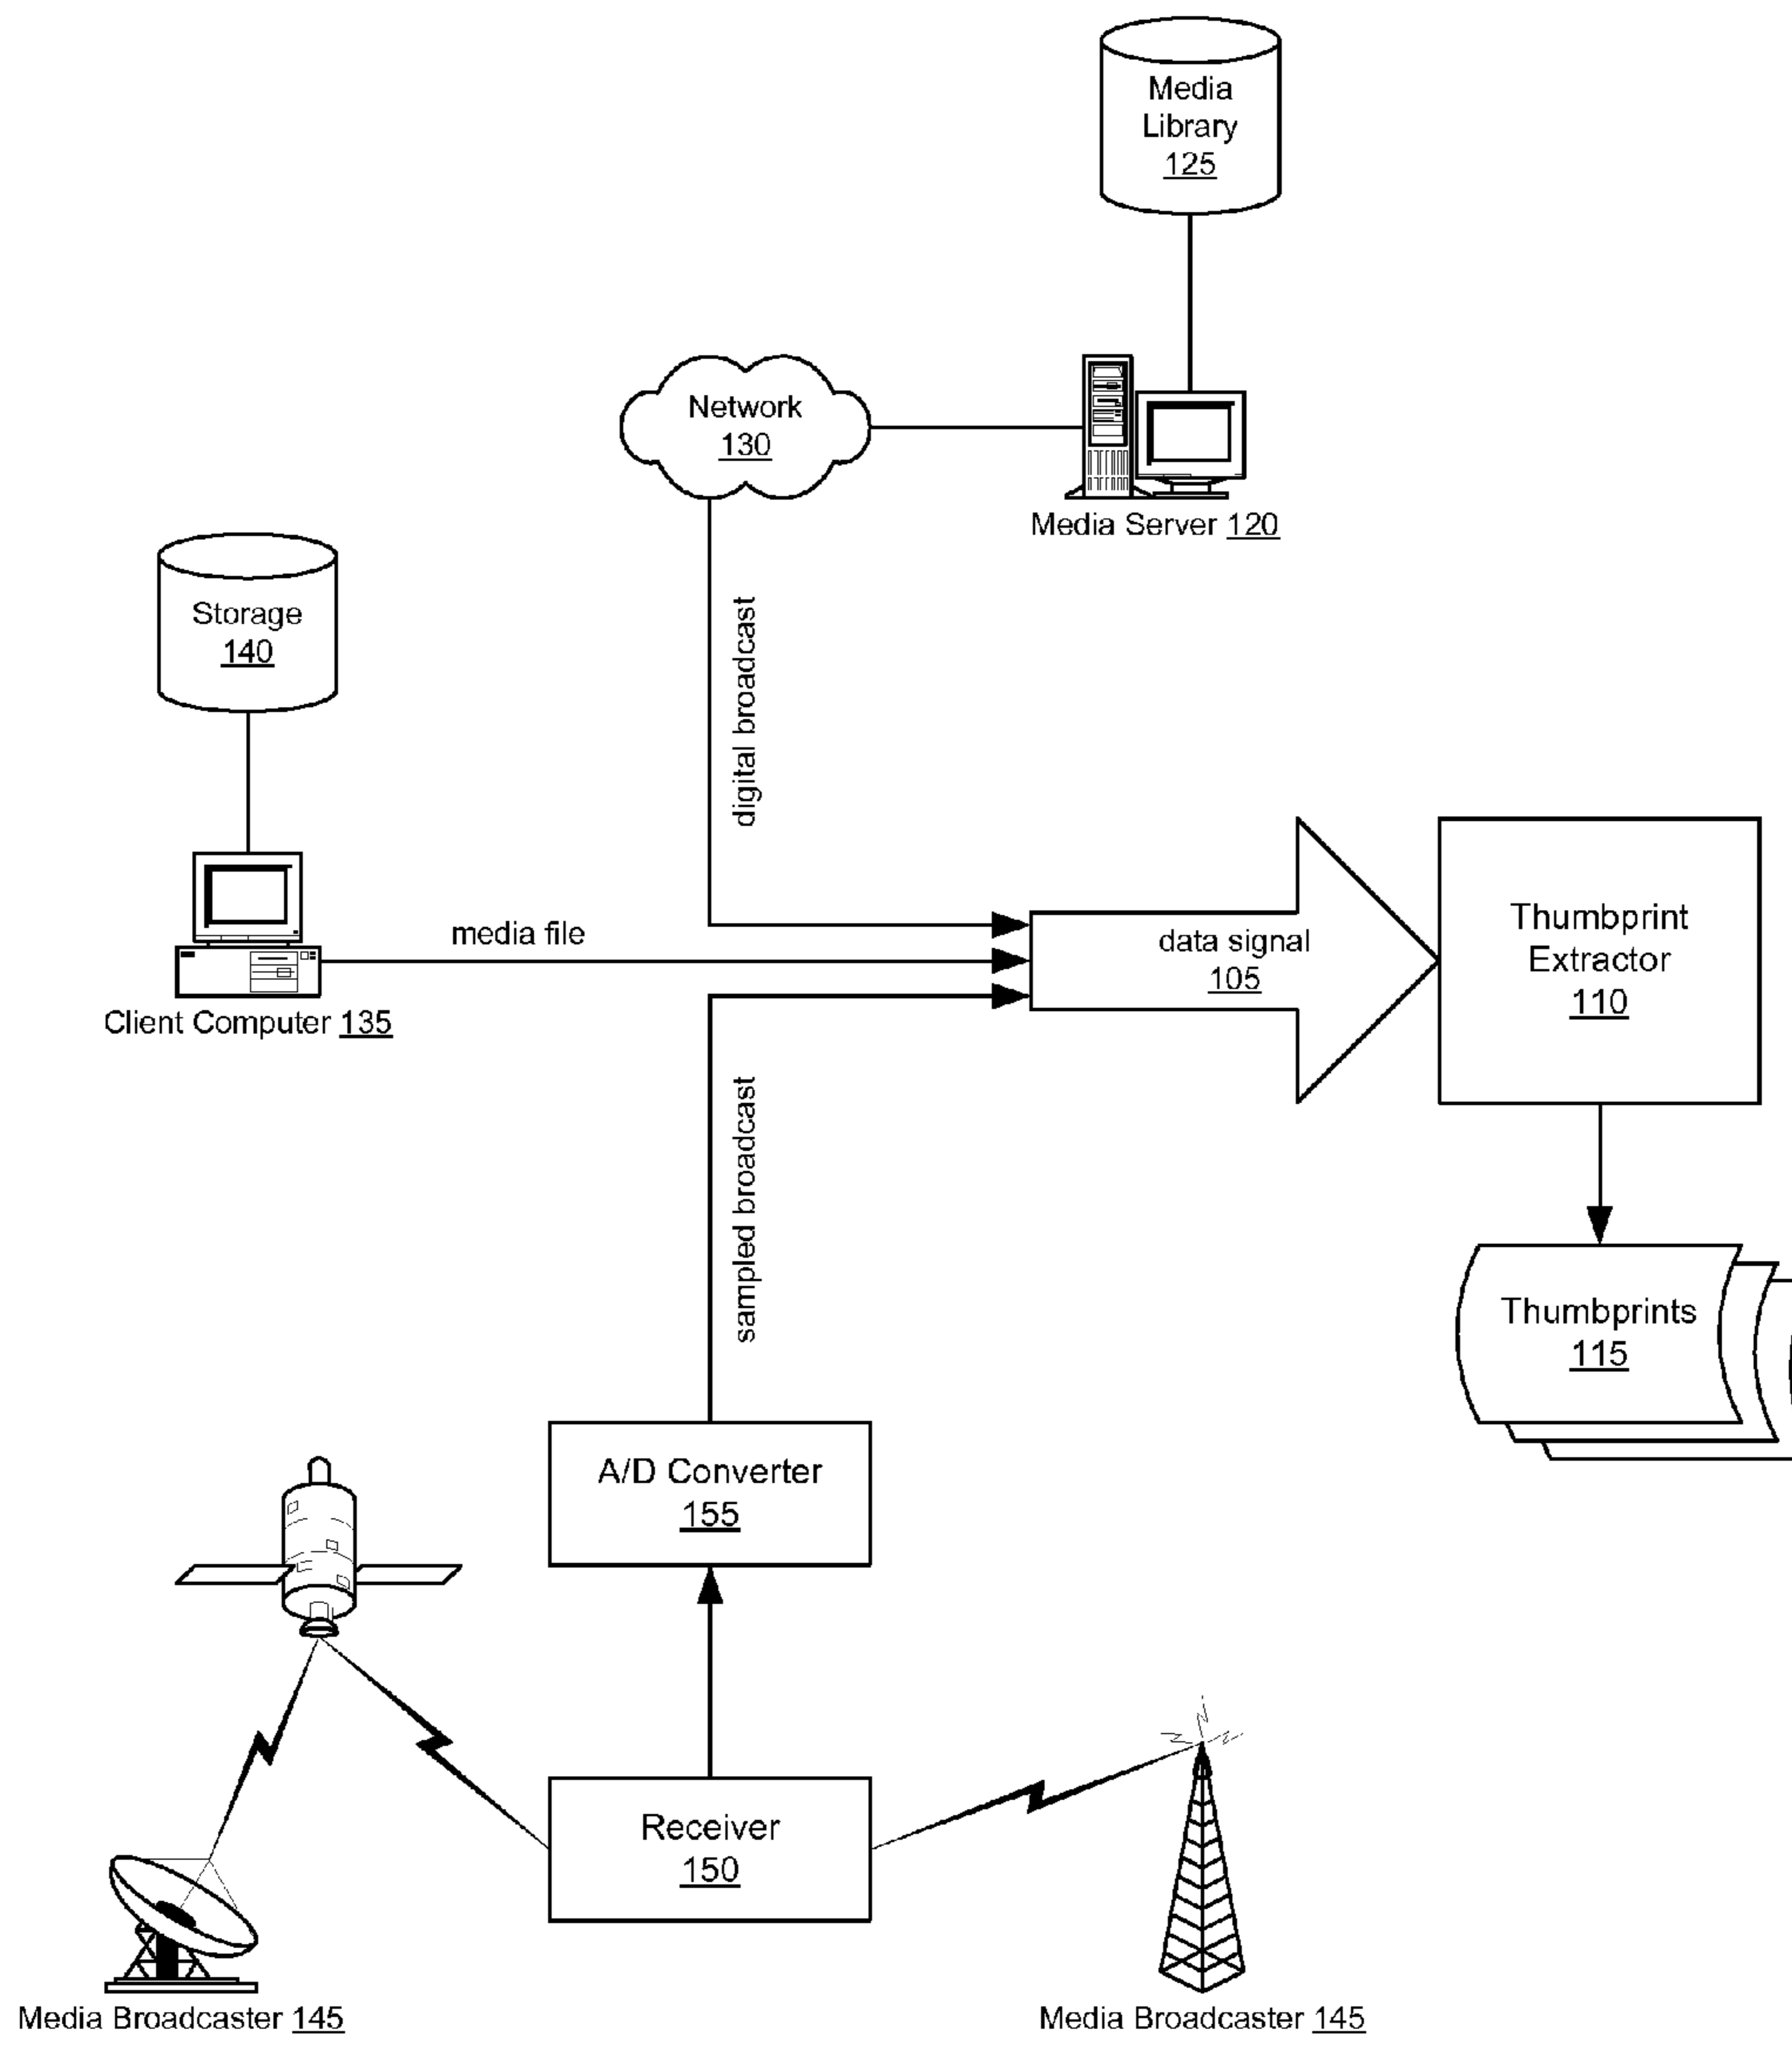 Media
Library
125
Network
130
Media Server 120
Storage
140
digital broadcast
Client Computer 135
media file
data signal
105
Thumbprint
Extractor
110
sampled broadcast
Thumbprints
115
A/D Converter
155
Receiver
150
Media Broadcaster 145
Media Broadcaster 145